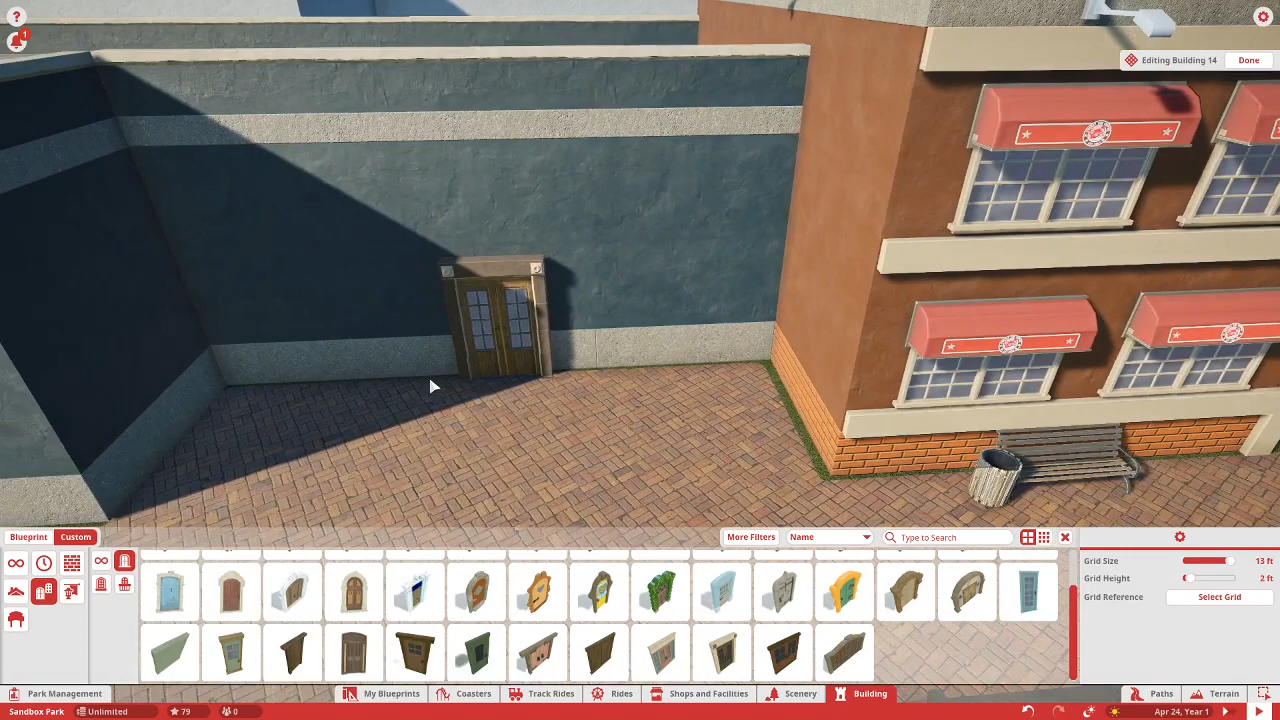 ?
1
Editing Building 14
Done
Blueprint
Custom
More Filters
Name
Type to Search
Grid Size
13 ft
Grid Height
2 ft
Grid Reference
Select Grid
Park Management
My Blueprints
Coasters
Track Rides
Rides
Shops and Facilities
Scenery
Building
Paths
Terrain
Sandbox Park
Unlimited
79
0
Apr 24, Year 1